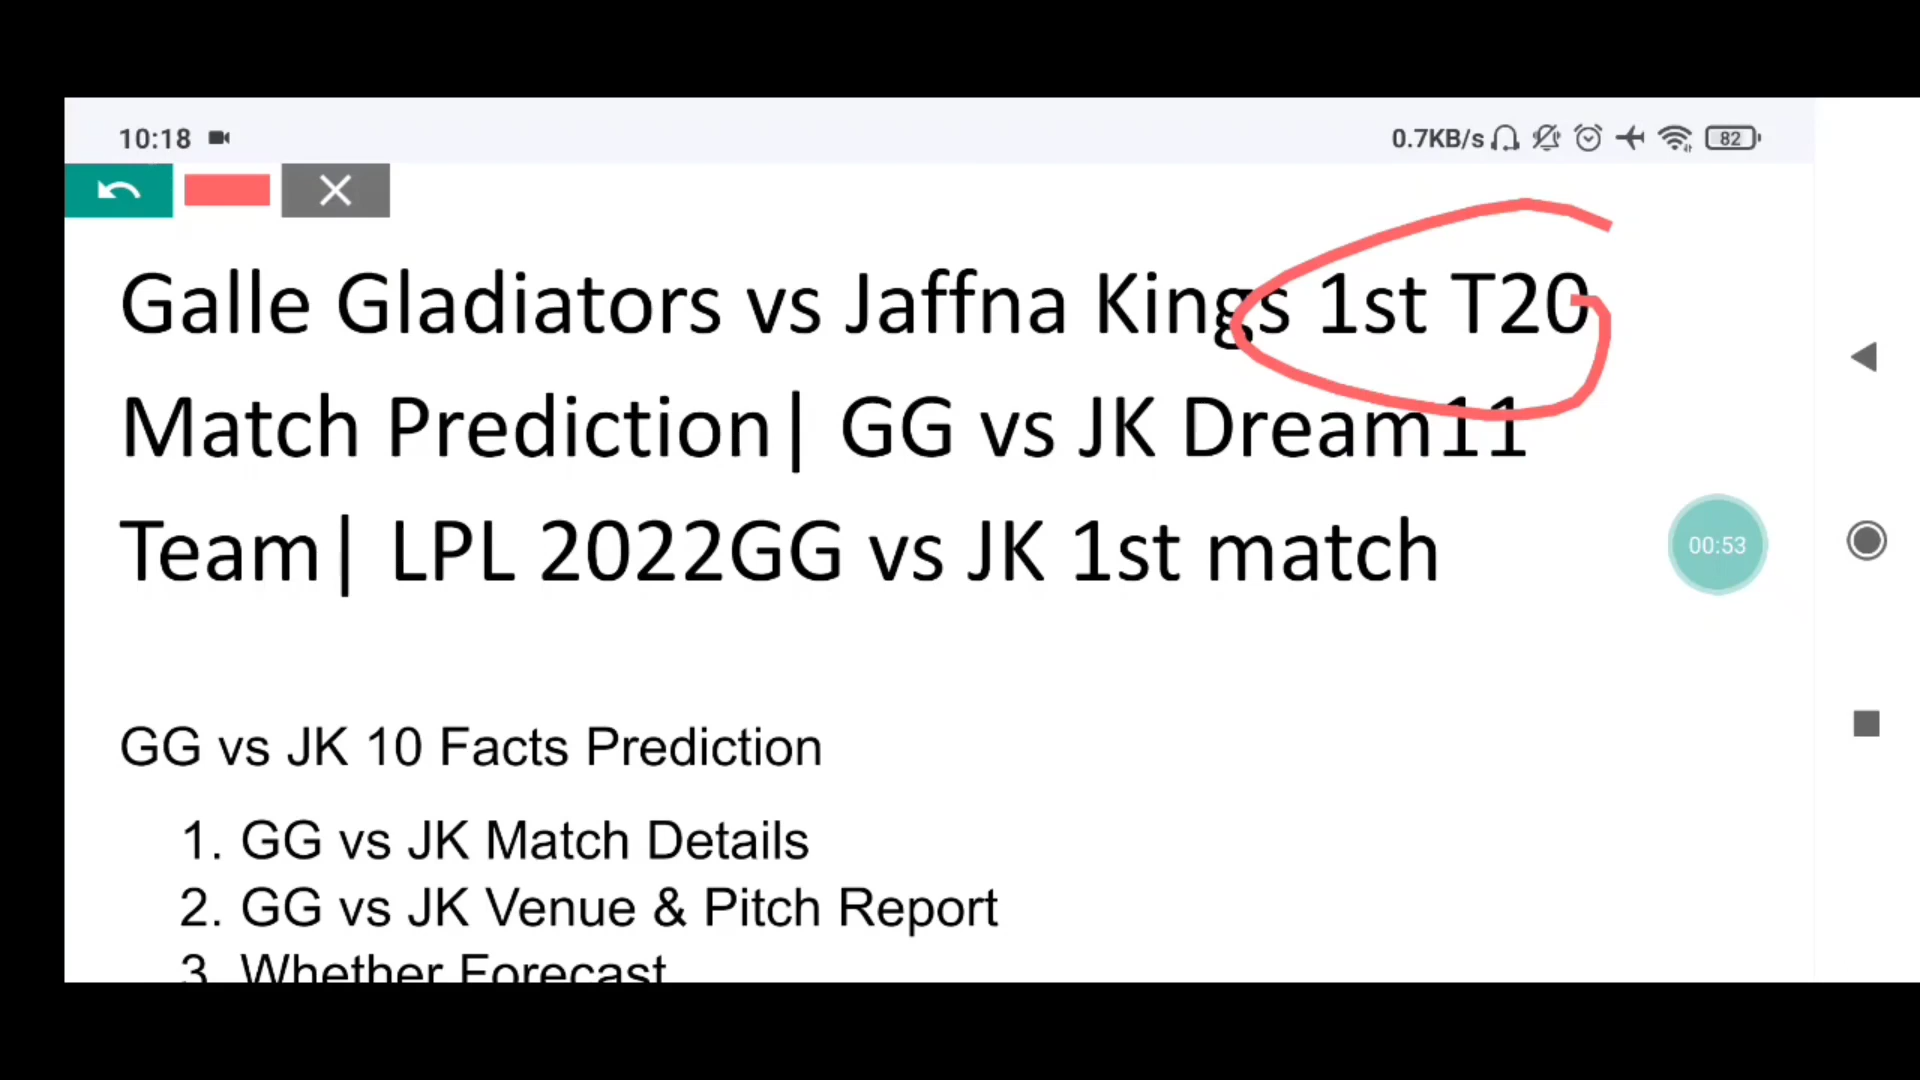 10:18 0.7KB/s 82
Galle Gladiators vs Jaffna Kings 1st T20
Match Prediction| GG vs JK Dream11
Team| LPL 2022GG vs JK 1st match
00:53
GG vs JK 10 Facts Prediction
1. GG vs JK Match Details
2. GG vs JK Venue & Pitch Report
3. Whether Forecast